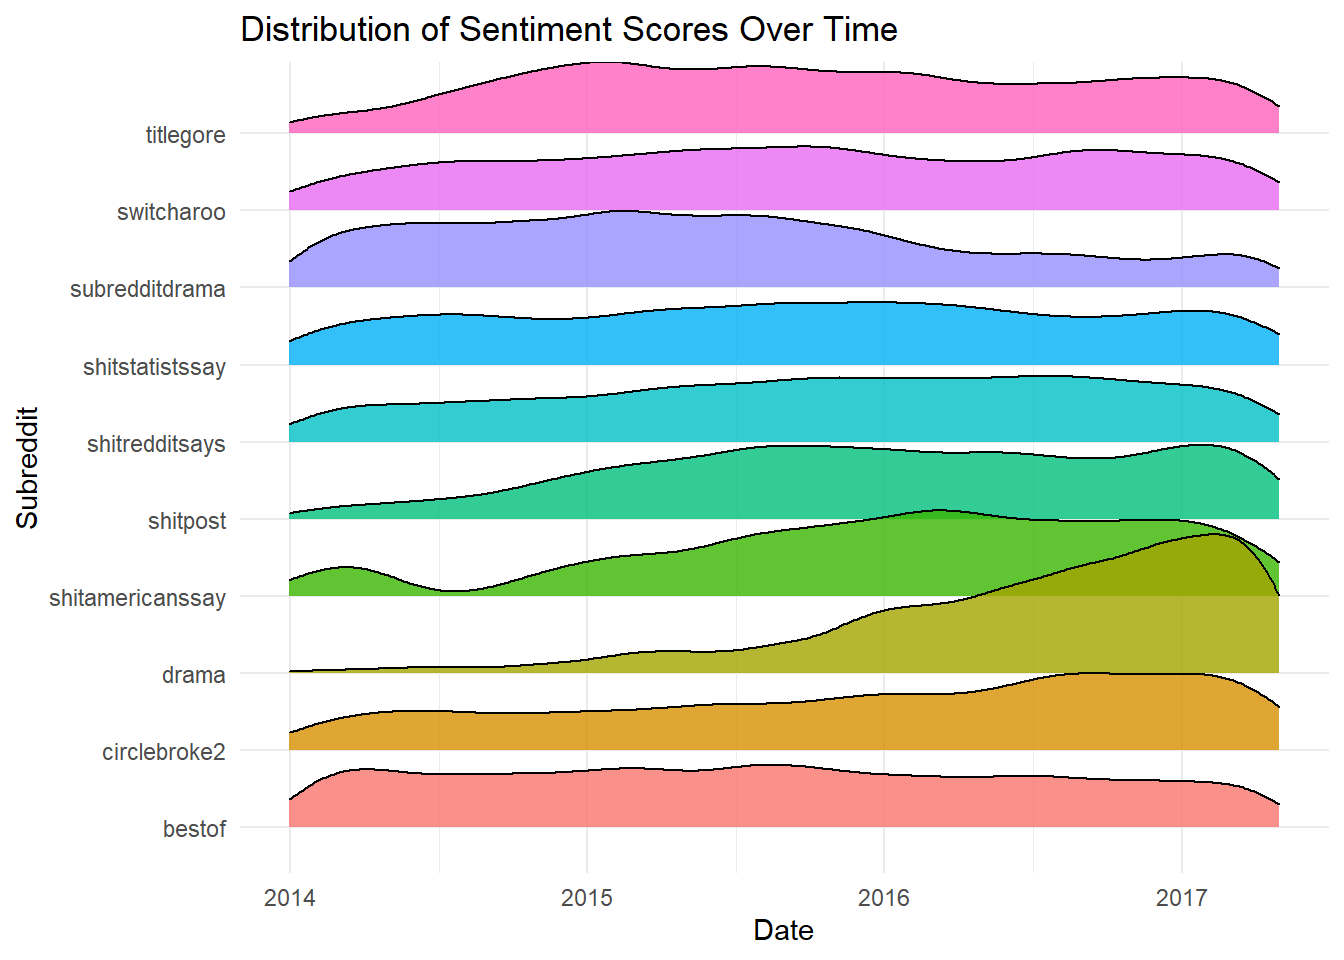 Distribution of Sentiment Scores Over Time
titlegore
switcharoo
subredditdrama
shitstatistssay
shitredditsays
shitpost
shitamericanssay
drama
circlebroke2
bestof
Subreddit
2014 2015 2016 2017
Date